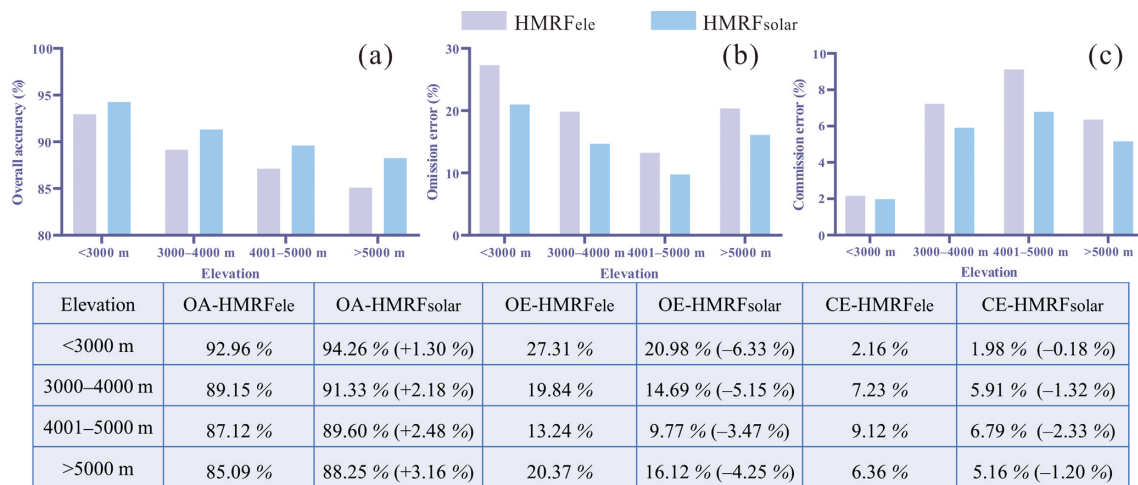 HMRFele HMRFsolar
(a)
Overall accuracy (%)
100
95
90
85
80
<3000 m 3000–4000 m 4001–5000 m >5000 m
Elevation
(b)
Omission error (%)
30
20
10
0
<3000 m 3000–4000 m 4001–5000 m >5000 m
Elevation
(c)
Commission error (%)
10
8
6
4
2
0
<3000 m 3000–4000 m 4001–5000 m >5000 m
Elevation
Elevation OA-HMRFele OA-HMRFsolar OE-HMRFele OE-HMRFsolar CE-HMRFele CE-HMRFsolar
<3000 m 92.96 % 94.26 % (+1.30 %) 27.31 % 20.98 % (–6.33 %) 2.16 % 1.98 % (–0.18 %)
3000–4000 m 89.15 % 91.33 % (+2.18 %) 19.84 % 14.69 % (–5.15 %) 7.23 % 5.91 % (–1.32 %)
4001–5000 m 87.12 % 89.60 % (+2.48 %) 13.24 % 9.77 % (–3.47 %) 9.12 % 6.79 % (–2.33 %)
>5000 m 85.09 % 88.25 % (+3.16 %) 20.37 % 16.12 % (–4.25 %) 6.36 % 5.16 % (–1.20 %)